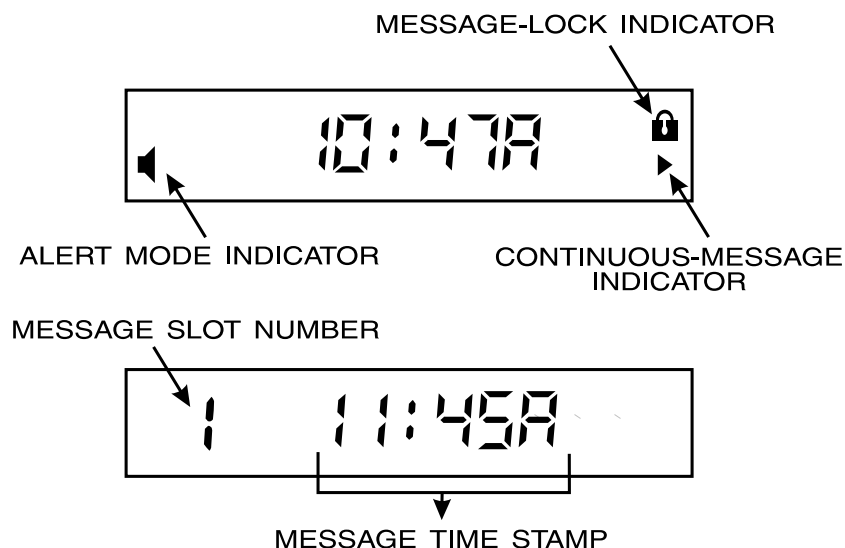 MESSAGE-LOCK INDICATOR
10:47A
ALERT MODE INDICATOR
CONTINUOUS-MESSAGE
INDICATOR
MESSAGE SLOT NUMBER
1 11:45A
MESSAGE TIME STAMP